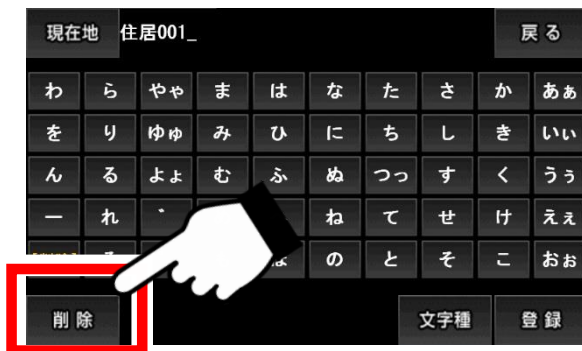 現在地 住居001_ 戻る
わ ら やゃ ま は な た さ か あぁ
を り ゆゅ み ひ に ち し き いぃ
ん る よょ む ふ ぬ つっ す く うぅ
ー れ ゛ ね て せ け えぇ
の と そ こ おぉ
削除 文字種 登録